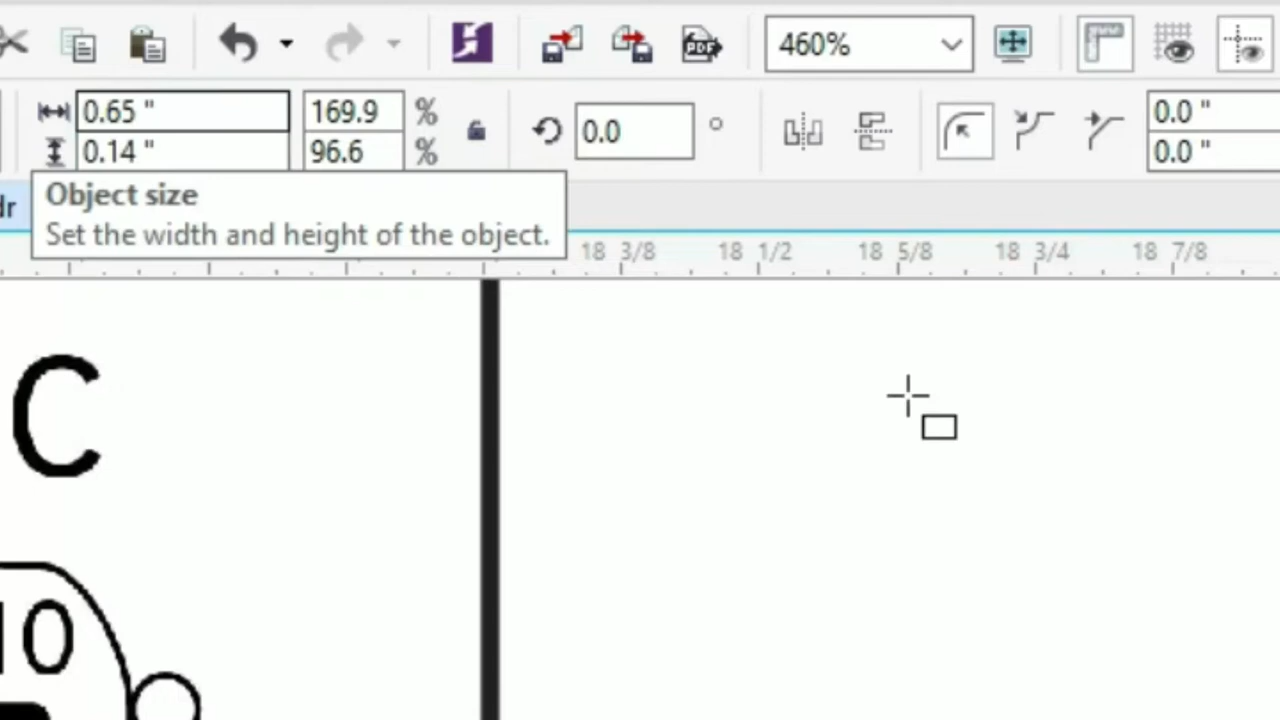 PDF
460%
0.65 " 169.9 % 0.0 °  0.0 "
0.14 " 96.6 % 0.0 "
dr
Object size
Set the width and height of the object.
18 3/8 18 1/2 18 5/8 18 3/4 18 7/8
C
10